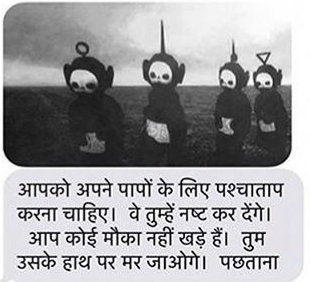 आपको अपने पापों के लिए पश्चाताप
करना चाहिए। वे तुम्हें नष्ट कर देंगे।
आप कोई मौका नहीं खड़े हैं। तुम
उसके हाथ पर मर जाओगे। पछताना